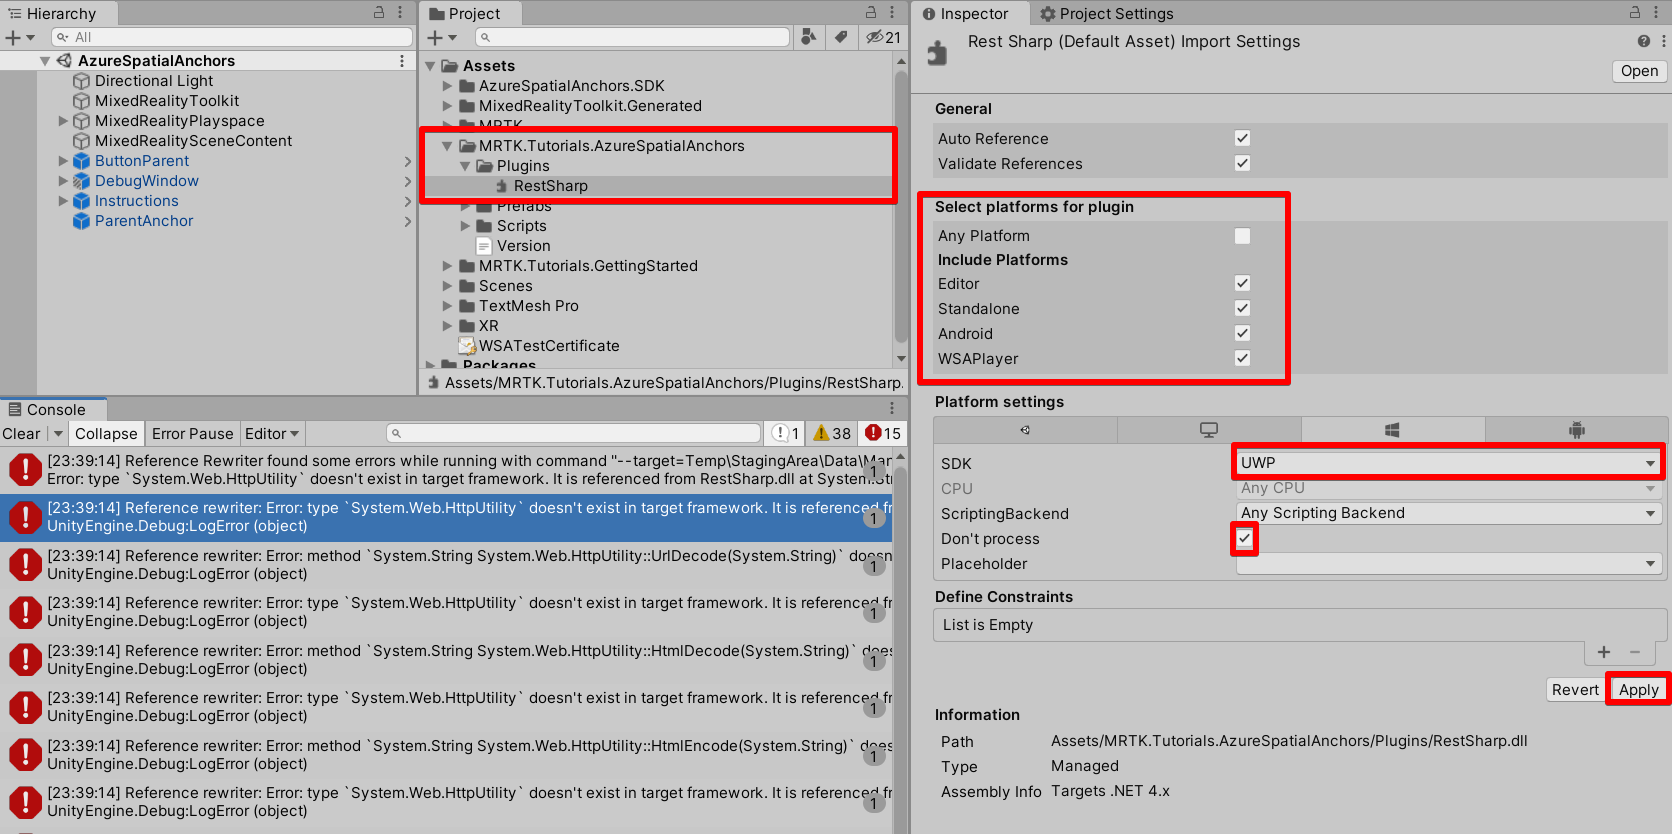 Hierarchy
All
AzureSpatialAnchors
Directional Light
MixedRealityToolkit
MixedRealityPlayspace
MixedRealitySceneContent
ButtonParent
DebugWindow
Instructions
ParentAnchor
Project
21
Assets
AzureSpatialAnchors.SDK
MixedRealityToolkit.Generated
MRTK
MRTK.Tutorials.AzureSpatialAnchors
Plugins
RestSharp
Prefabs
Scripts
Version
MRTK.Tutorials.GettingStarted
Scenes
TextMesh Pro
XR
WSATestCertificate
Packages
Assets/MRTK.Tutorials.AzureSpatialAnchors/Plugins/RestSharp.
Console
Clear Collapse Error Pause Editor 1 38 15
[23:39:14] Reference Rewriter found some errors while running with command "--target=Temp\StagingArea\Data\Mar
Error: type `System.Web.HttpUtility` doesn't exist in target framework. It is referenced from RestSharp.dll at System.St
1
[23:39:14] Reference rewriter: Error: type `System.Web.HttpUtility` doesn't exist in target framework. It is referenced fr
UnityEngine.Debug:LogError (object)
1
[23:39:14] Reference rewriter: Error: method `System.String System.Web.HttpUtility::UrlDecode(System.String)` doesn
UnityEngine.Debug:LogError (object)
1
[23:39:14] Reference rewriter: Error: type `System.Web.HttpUtility` doesn't exist in target framework. It is referenced fr
UnityEngine.Debug:LogError (object)
1
[23:39:14] Reference rewriter: Error: method `System.String System.Web.HttpUtility::HtmlDecode(System.String)` does
UnityEngine.Debug:LogError (object)
1
[23:39:14] Reference rewriter: Error: type `System.Web.HttpUtility` doesn't exist in target framework. It is referenced fr
UnityEngine.Debug:LogError (object)
1
[23:39:14] Reference rewriter: Error: method `System.String System.Web.HttpUtility::HtmlEncode(System.String)` does
UnityEngine.Debug:LogError (object)
1
[23:39:14] Reference rewriter: Error: type `System.Web.HttpUtility` doesn't exist in target framework. It is referenced fr
UnityEngine.Debug:LogError (object)
1
Inspector Project Settings
Rest Sharp (Default Asset) Import Settings
Open
General
Auto Reference
Validate References
Select platforms for plugin
Any Platform
Include Platforms
Editor
Standalone
Android
WSAPlayer
Platform settings
SDK UWP
CPU Any CPU
ScriptingBackend Any Scripting Backend
Don't process
Placeholder
Define Constraints
List is Empty
Revert Apply
Information
Path Assets/MRTK.Tutorials.AzureSpatialAnchors/Plugins/RestSharp.dll
Type Managed
Assembly Info Targets .NET 4.x